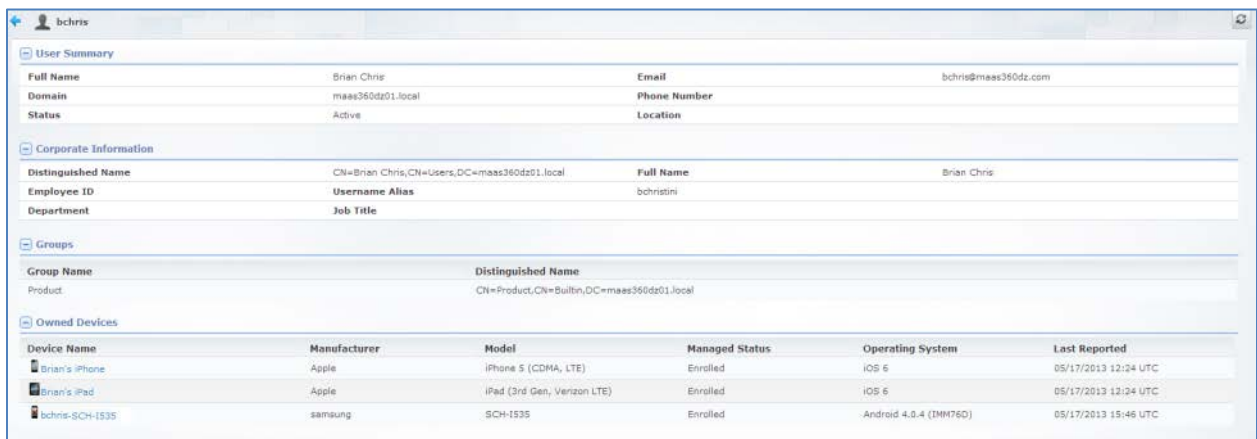 bchris
User Summary
Full Name Brian Chris Email bchris@maas360dz.com
Domain maas360dz01.local Phone Number
Status Active Location
Corporate Information
Distinguished Name CN=Brian Chris,CN=Users,DC=maas360dz01.local Full Name Brian Chris
Employee ID Username Alias bchristini
Department Job Title
Groups
Group Name Distinguished Name
Product CN=Product,CN=Builtin,DC=maas360dz01.local
Owned Devices
Device Name Manufacturer Model Managed Status Operating System Last Reported
Brian's iPhone Apple iPhone 5 (CDMA, LTE) Enrolled iOS 6 05/17/2013 12:24 UTC
Brian's iPad Apple iPad (3rd Gen, Verizon LTE) Enrolled iOS 6 05/17/2013 12:24 UTC
bchris-SCH-I535 samsung SCH-I535 Enrolled Android 4.0.4 (IMM76D) 05/17/2013 15:46 UTC